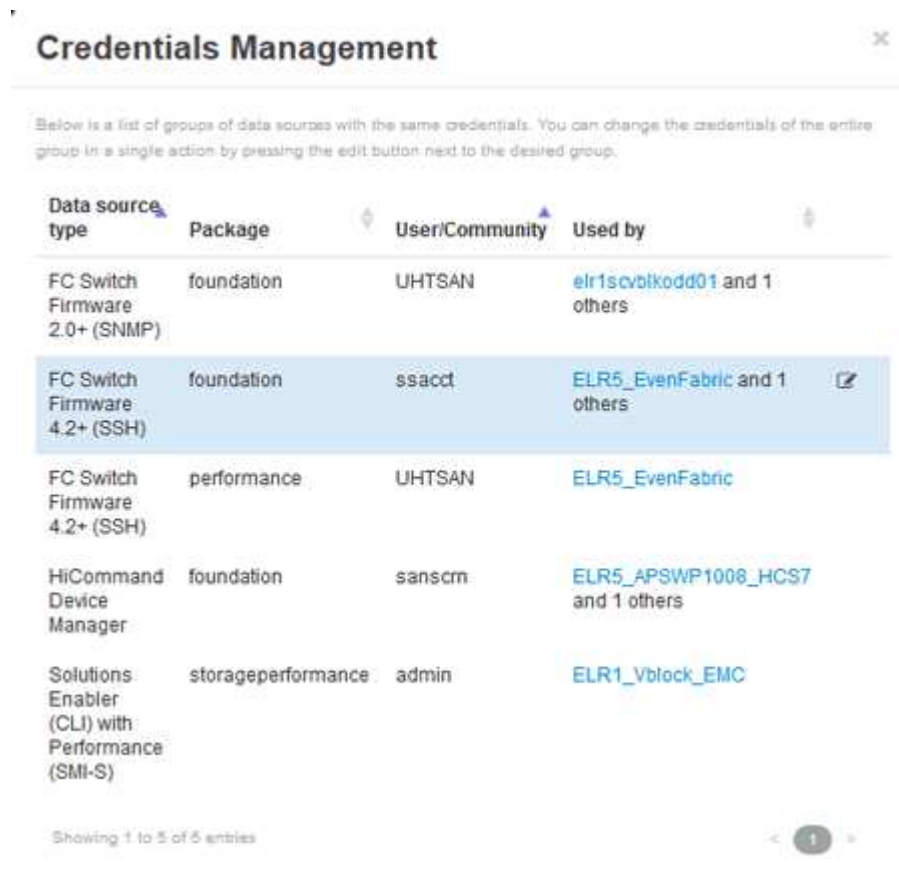 Credentials Management
Below is a list of groups of data sources with the same credentials. You can change the credentials of the entire
group in a single action by pressing the edit button next to the desired group.
Data source type Package User/Community Used by
FC Switch Firmware 2.0+ (SNMP) foundation UHTSAN elr1scvblkodd01 and 1 others
FC Switch Firmware 4.2+ (SSH) foundation ssacct ELR5_EvenFabric and 1 others
FC Switch Firmware 4.2+ (SSH) performance UHTSAN ELR5_EvenFabric
HiCommand Device Manager foundation sanscrn ELR5_APSWP1008_HCS7 and 1 others
Solutions Enabler (CLI) with Performance (SMI-S) storageperformance admin ELR1_Vblock_EMC
Showing 1 to 5 of 5 entries
< 1 >